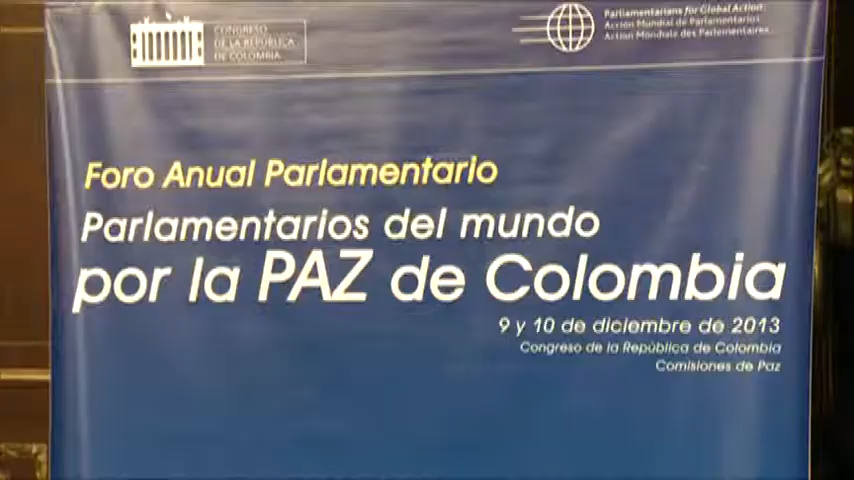 CONGRESO
DE LA REPÚBLICA
DE COLOMBIA
Parliamentarians for Global Action
Acción Mundial de Parlamentarios
Action Mondiale des Parlementaires
Foro Anual Parlamentario
Parlamentarios del mundo
por la PAZ de Colombia
9 y 10 de diciembre de 2013
Congreso de la República de Colombia
Comisiones de Paz